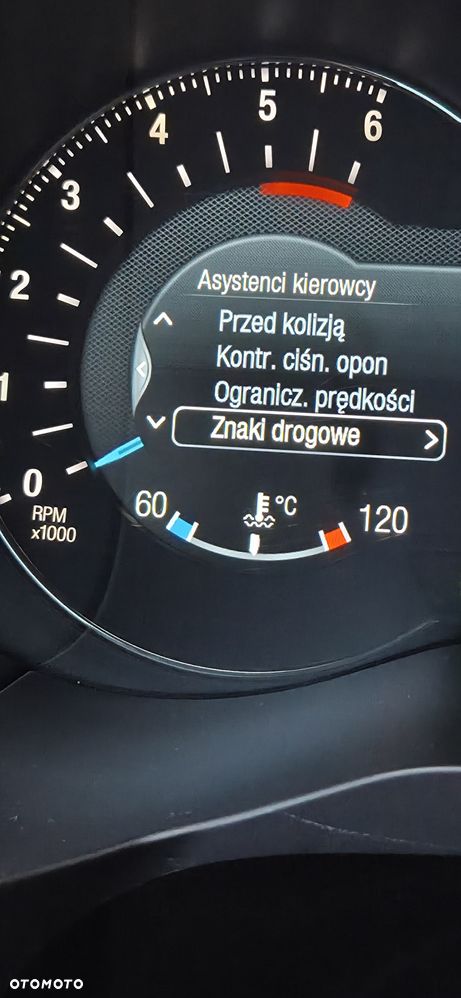 5
4
6
3
2
Asystenci kierowcy
Przed kolizją
Kontr. ciśn. opon
1
Ogranicz. prędkości
Znaki drogowe
0
60
°C
120
RPM
x1000
OTOMOTO